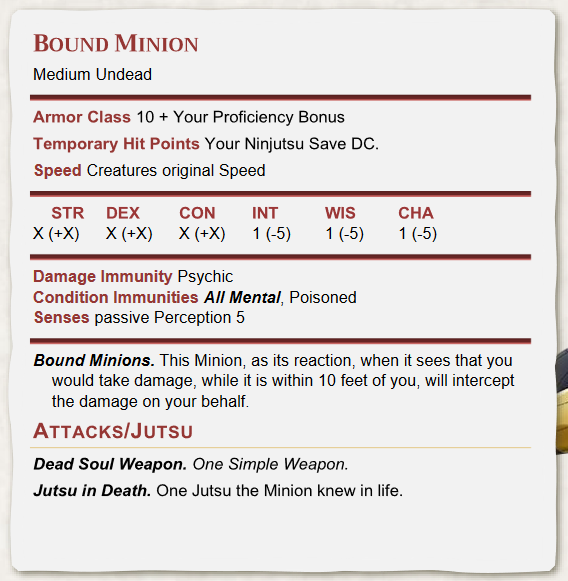 BOUND MINION
Medium Undead
Armor Class 10 + Your Proficiency Bonus
Temporary Hit Points Your Ninjutsu Save DC.
Speed Creatures original Speed
STR DEX CON INT WIS CHA
X (+X) X (+X) X (+X) 1 (-5) 1 (-5) 1 (-5)
Damage Immunity Psychic
Condition Immunities All Mental, Poisoned
Senses passive Perception 5
Bound Minions. This Minion, as its reaction, when it sees that you
would take damage, while it is within 10 feet of you, will intercept
the damage on your behalf.
ATTACKS/JUTSU
Dead Soul Weapon. One Simple Weapon.
Jutsu in Death. One Jutsu the Minion knew in life.